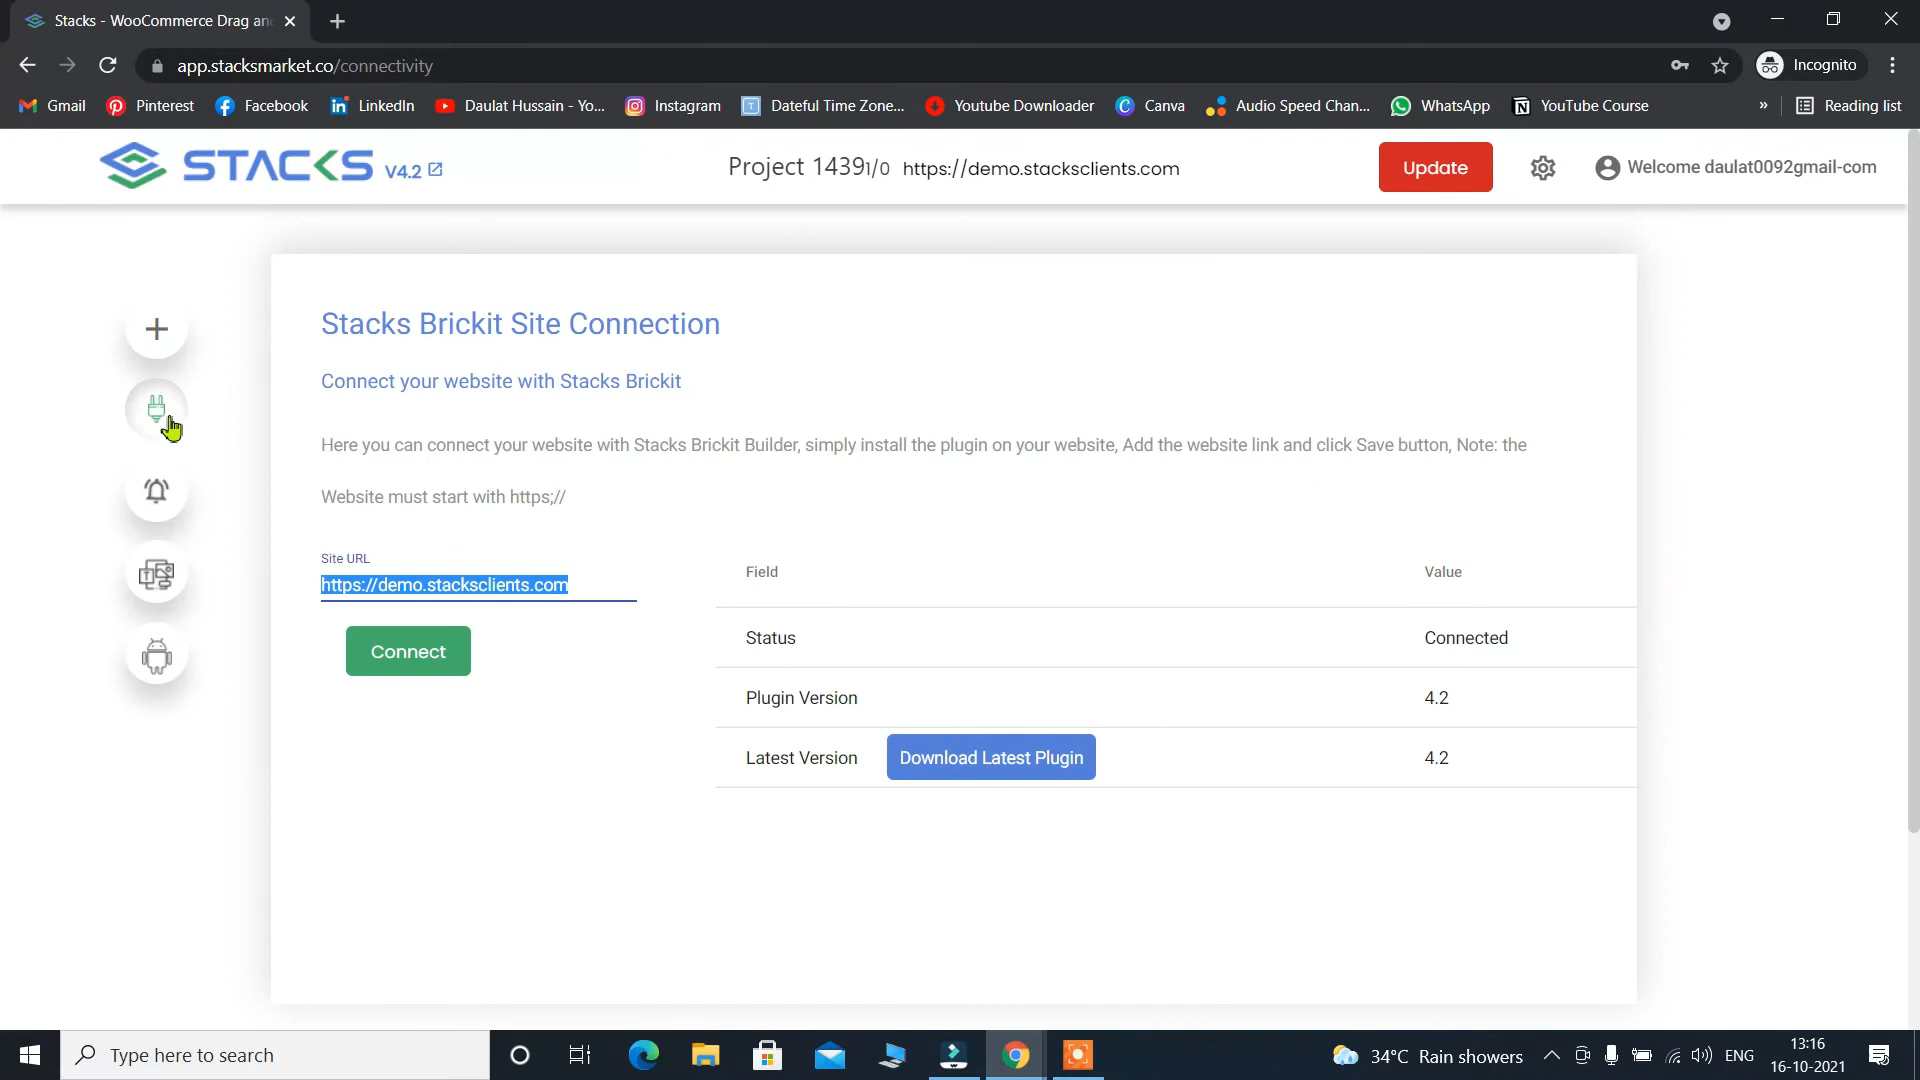 Stacks - WooCommerce Drag an
app.stacksmarket.co/connectivity
Incognito
Gmail
Pinterest
Facebook
LinkedIn
Daulat Hussain - Yo...
Instagram
Dateful Time Zone...
Youtube Downloader
Canva
Audio Speed Chan...
WhatsApp
YouTube Course
»
Reading list
STACKS V4.2
Project 14391/0 https://demo.stacksclients.com
Update
Welcome daulat0092gmail-com
Stacks Brickit Site Connection
Connect your website with Stacks Brickit
Here you can connect your website with Stacks Brickit Builder, simply install the plugin on your website, Add the website link and click Save button, Note: the
Website must start with https;//
Site URL
https://demo.stacksclients.com
Connect
Field Value
Status Connected
Plugin Version 4.2
Latest Version Download Latest Plugin 4.2
Type here to search
34°C Rain showers
ENG
13:16
16-10-2021